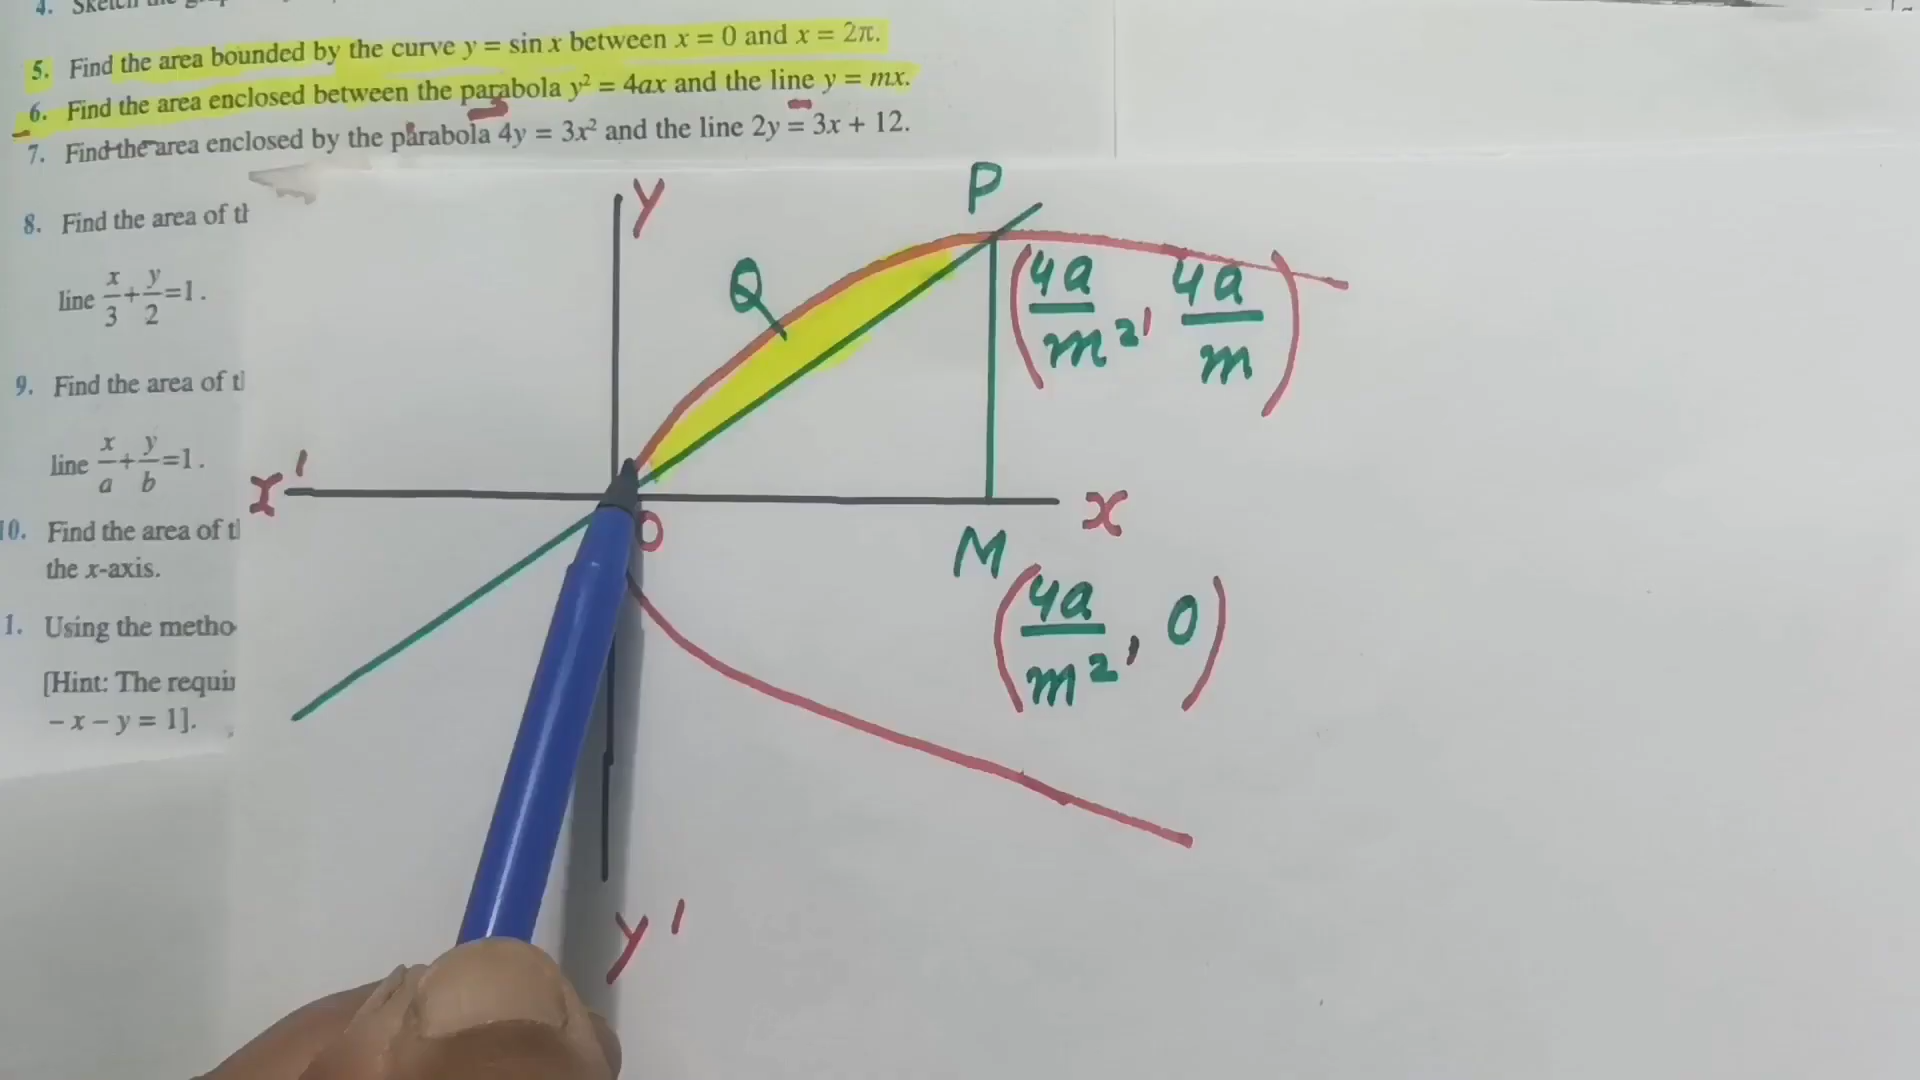 4. Sketch the
5. Find the area bounded by the curve y = sin x between x = 0 and x = 2π.
6. Find the area enclosed between the parabola y² = 4ax and the line y = mx.
7. Find the area enclosed by the parabola 4y = 3x² and the line 2y = 3x + 12.
8. Find the area of th
line x/3 + y/2 = 1.
9. Find the area of t
line x/a + y/b = 1.
10. Find the area of t
the x-axis.
1. Using the metho
[Hint: The requi
– x – y = 1].
y
P
Q
(4a/m², 4a/m)
x'
O
x
M
(4a/m², 0)
y'